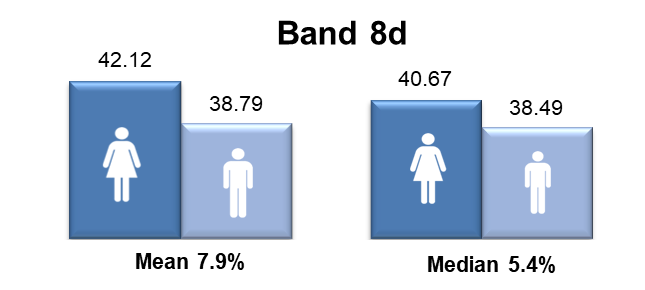 Band 8d
42.12
38.79
Mean 7.9%
40.67
38.49
Median 5.4%